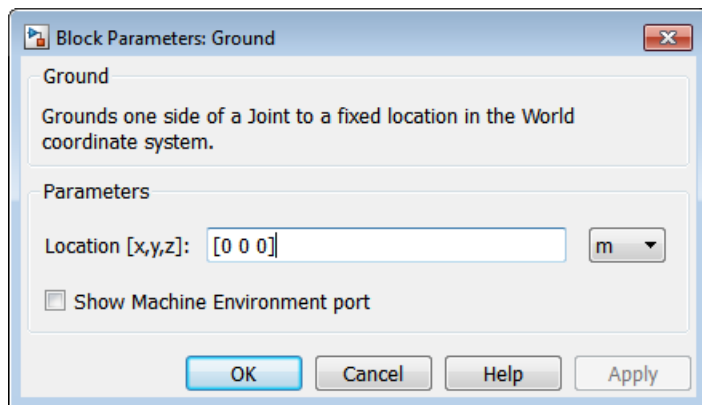 Block Parameters: Ground
Ground
Grounds one side of a Joint to a fixed location in the World
coordinate system.
Parameters
Location [x,y,z]: [0 0 0] m
Show Machine Environment port
OK Cancel Help Apply